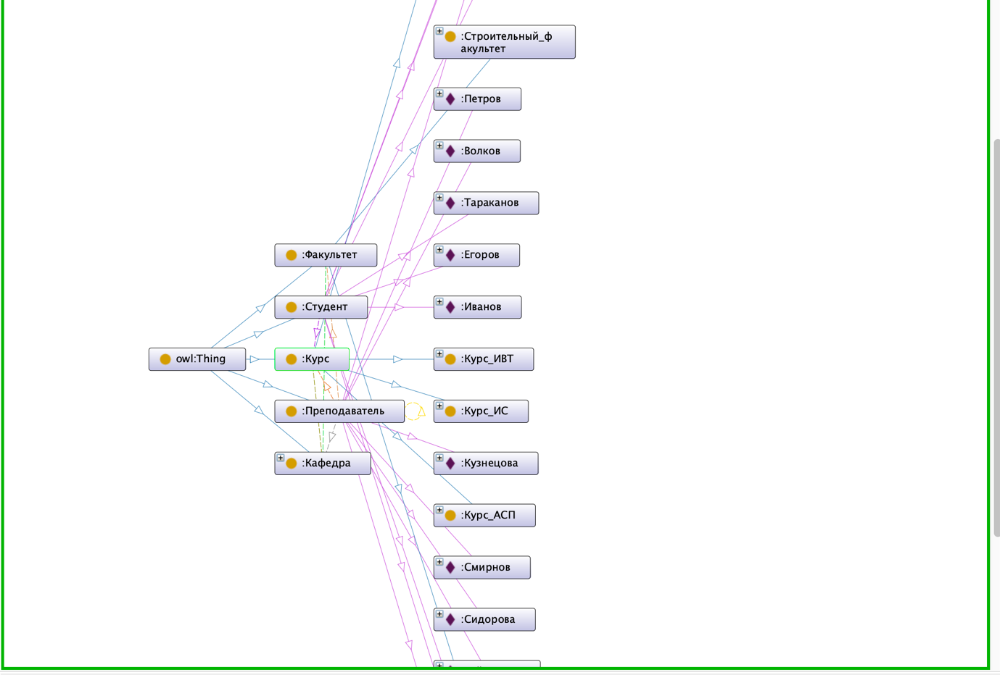 :Строительный_ф
акультет
:Петров
:Волков
:Тараканов
:Факультет
:Егоров
:Студент
:Иванов
owl:Thing
:Курс
:Курс_ИВТ
:Преподаватель
:Курс_ИС
:Кафедра
:Кузнецова
:Курс_АСП
:Смирнов
:Сидорова